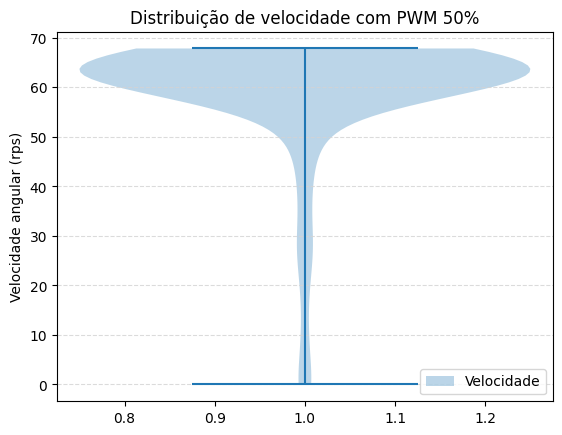 Distribuição de velocidade com PWM 50%
Velocidade angular (rps)
70
60
50
40
30
20
10
0
0.8 0.9 1.0 1.1 1.2
Velocidade